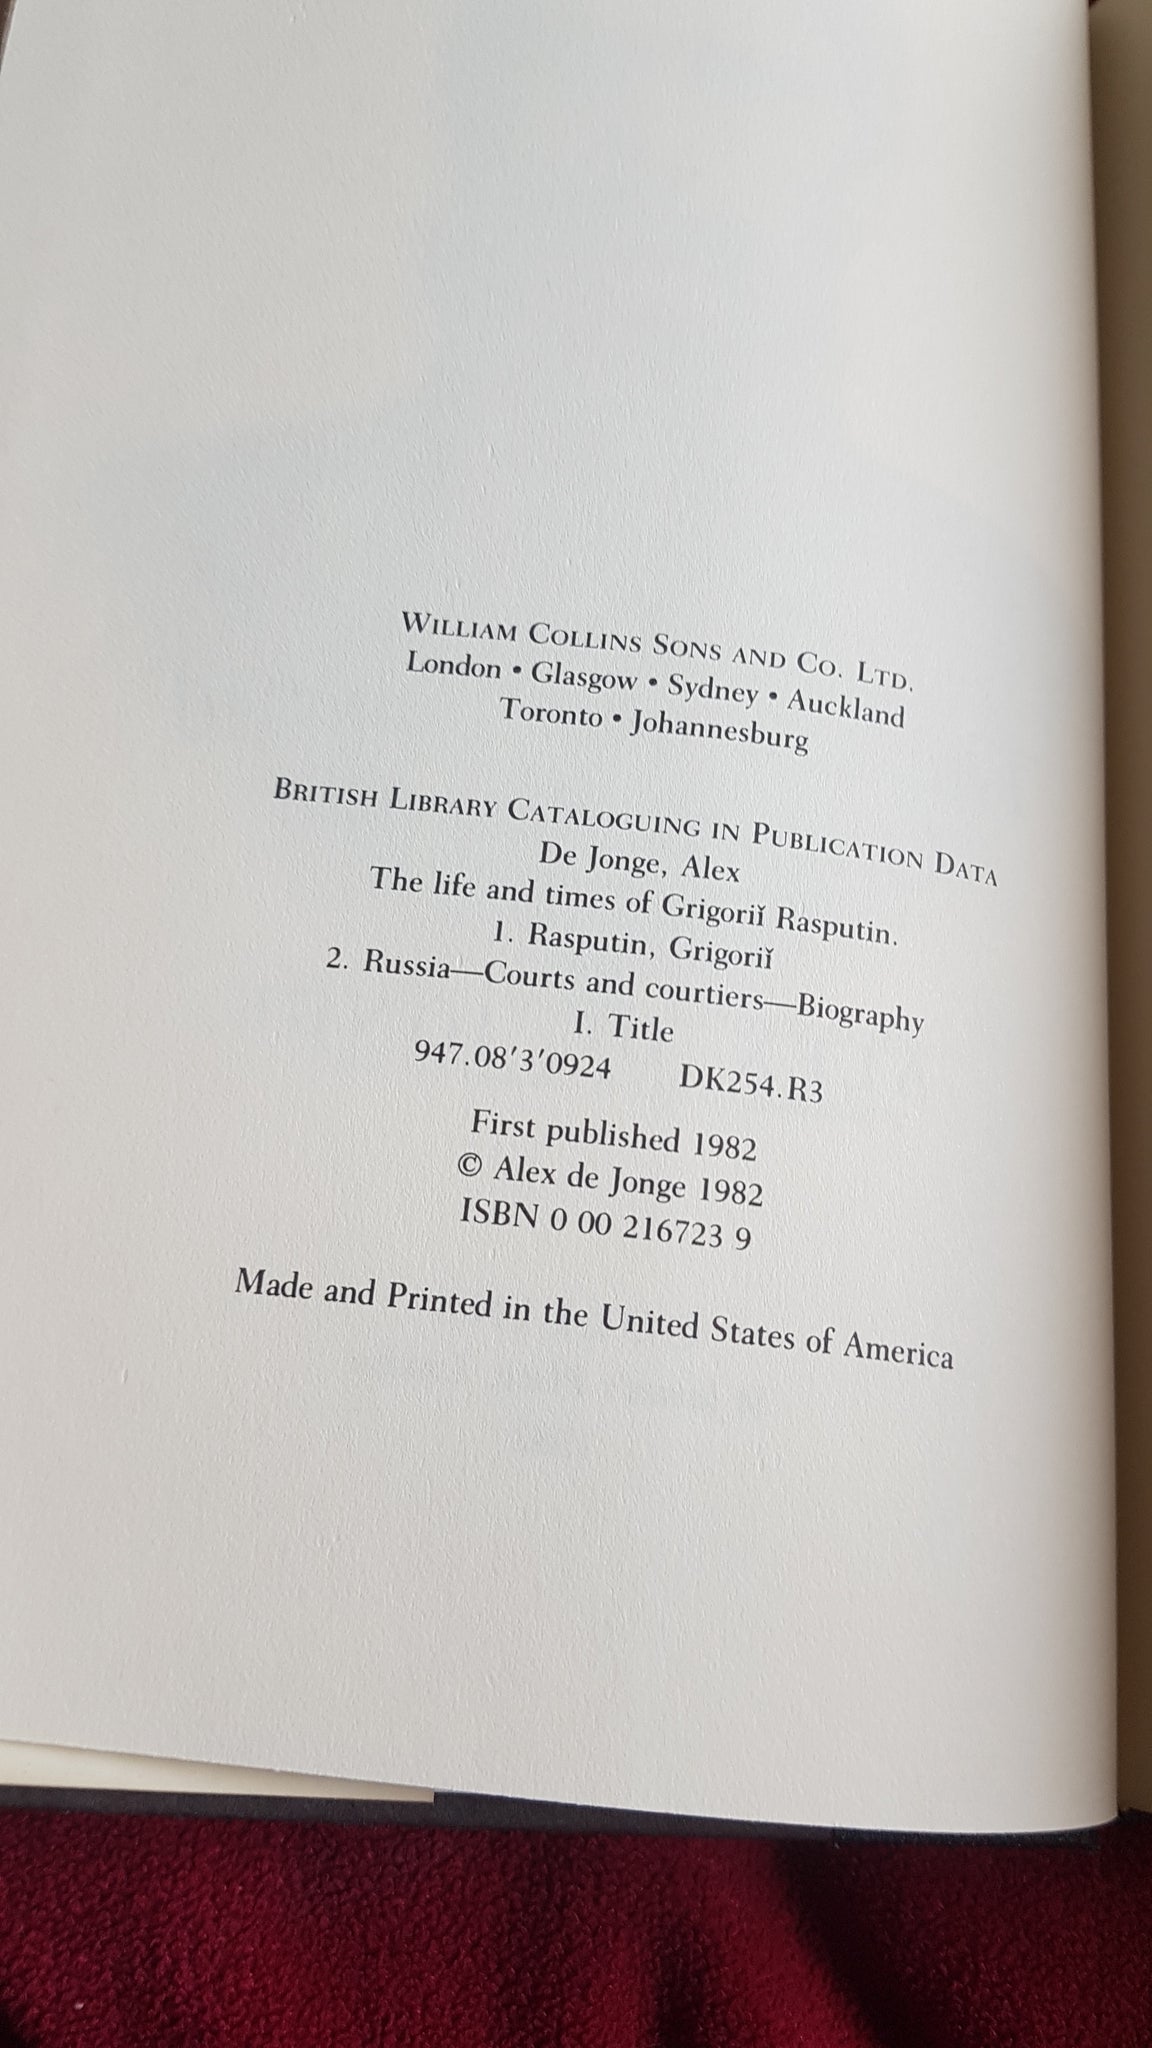 WILLIAM COLLINS SONS AND CO. LTD.
London • Glasgow • Sydney • Auckland
Toronto • Johannesburg
BRITISH LIBRARY CATALOGUING IN PUBLICATION DATA
De Jonge, Alex
The life and times of Grigoriǐ Rasputin.
1. Rasputin, Grigoriǐ
2. Russia—Courts and courtiers—Biography
I. Title
947.08′3′0924 DK254.R3
First published 1982
© Alex de Jonge 1982
ISBN 0 00 216723 9
Made and Printed in the United States of America